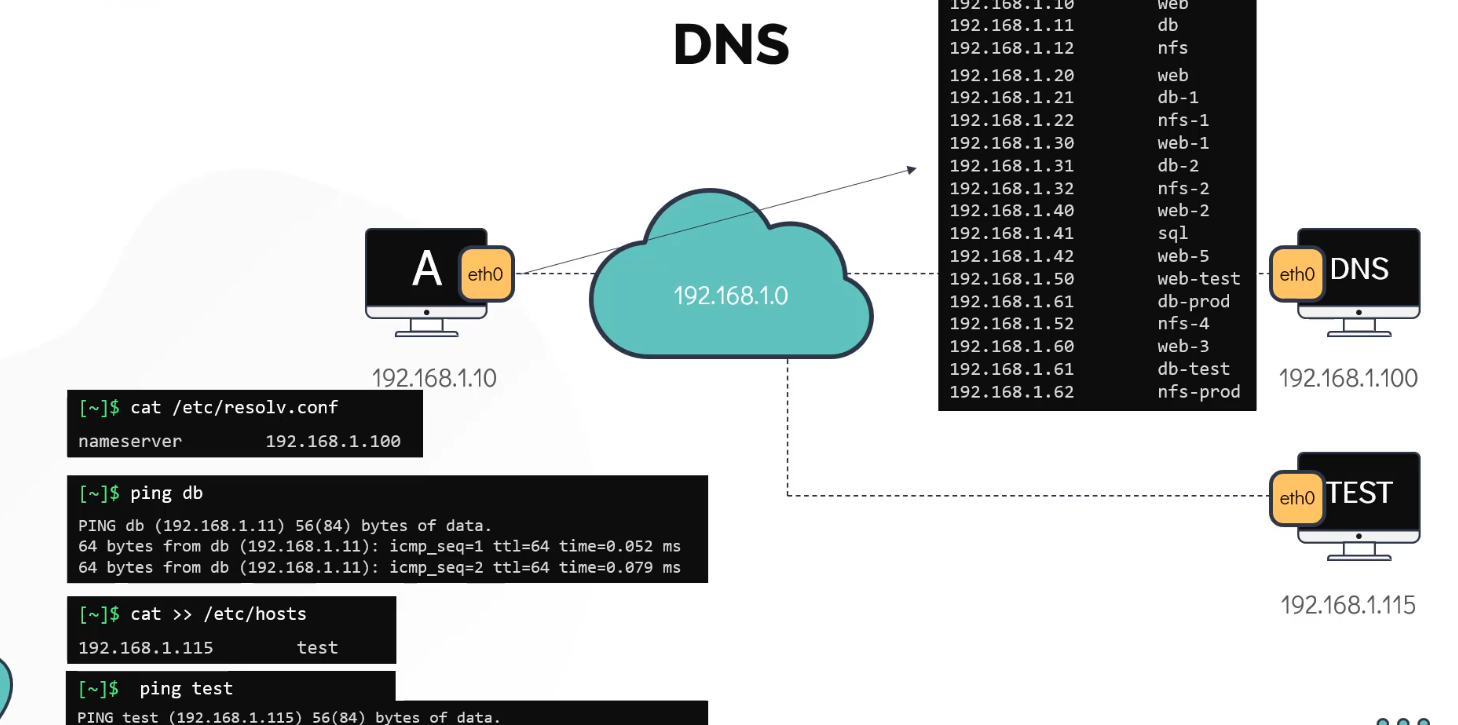 DNS
192.168.1.10 web
192.168.1.11 db
192.168.1.12 nfs
192.168.1.20 web
192.168.1.21 db-1
192.168.1.22 nfs-1
192.168.1.30 web-1
192.168.1.31 db-2
192.168.1.32 nfs-2
192.168.1.40 web-2
192.168.1.41 sql
192.168.1.42 web-5
192.168.1.50 web-test
192.168.1.61 db-prod
192.168.1.52 nfs-4
192.168.1.60 web-3
192.168.1.61 db-test
192.168.1.62 nfs-prod
A
eth0
192.168.1.0
eth0
DNS
192.168.1.10
192.168.1.100
[~]$ cat /etc/resolv.conf
nameserver 192.168.1.100
[~]$ ping db
PING db (192.168.1.11) 56(84) bytes of data.
64 bytes from db (192.168.1.11): icmp_seq=1 ttl=64 time=0.052 ms
64 bytes from db (192.168.1.11): icmp_seq=2 ttl=64 time=0.079 ms
eth0
TEST
192.168.1.115
[~]$ cat >> /etc/hosts
192.168.1.115 test
[~]$ ping test
PING test (192.168.1.115) 56(84) bytes of data.